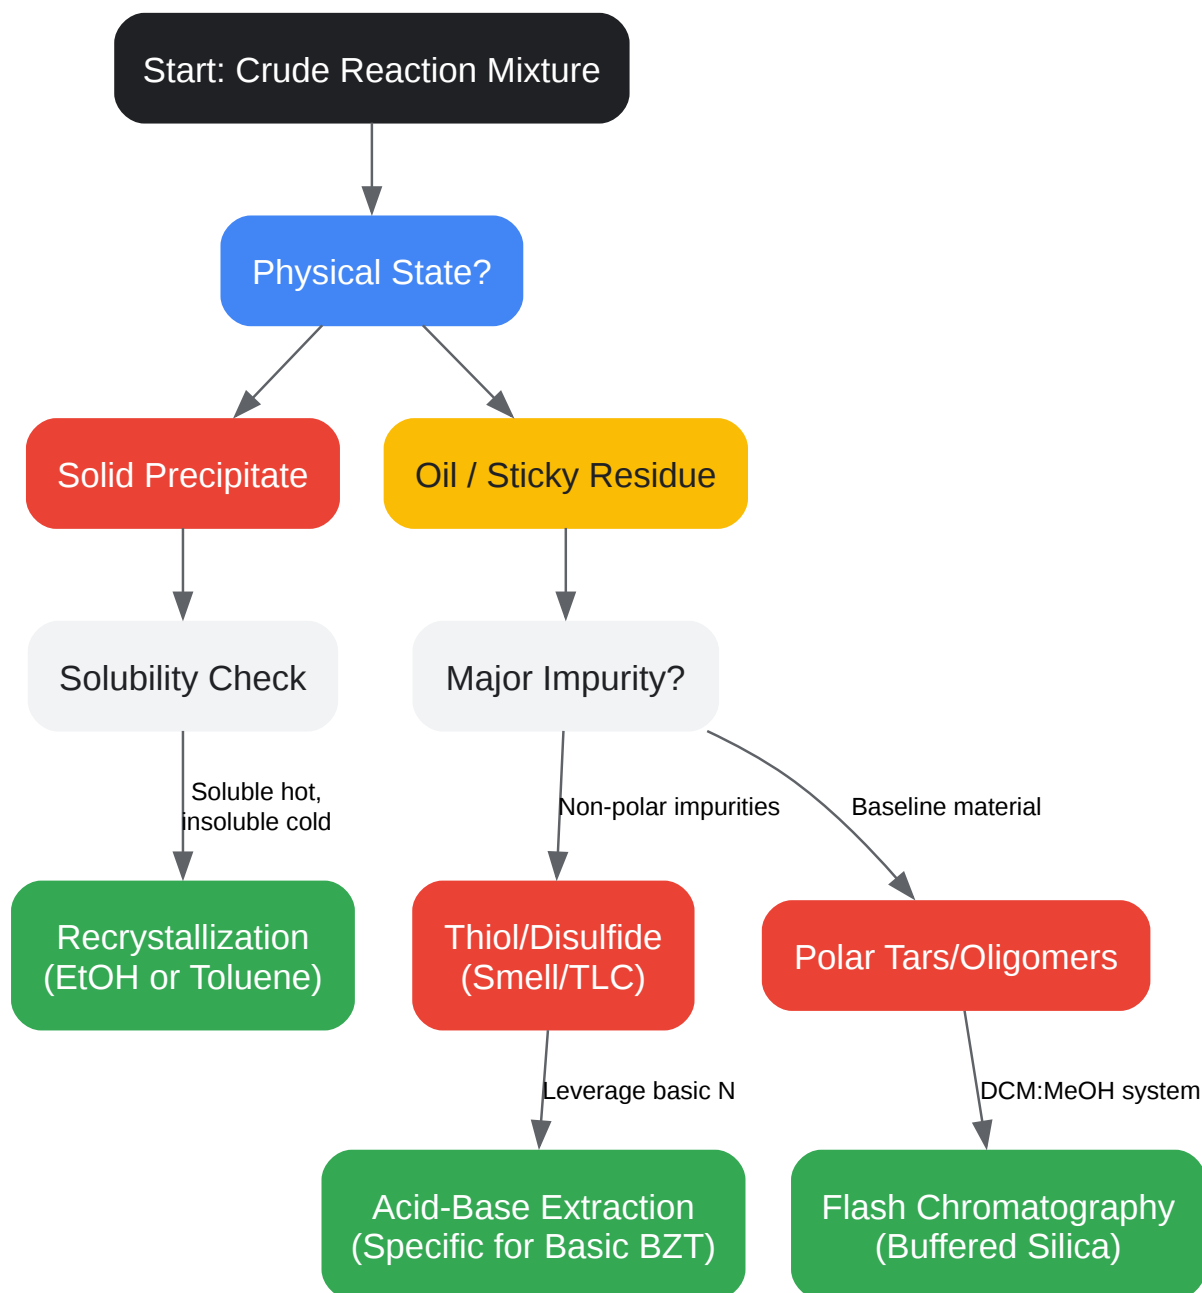 Start: Crude Reaction Mixture
Physical State?
Solid Precipitate
Oil / Sticky Residue
Solubility Check
Major Impurity?
Soluble hot,
insoluble cold
Non-polar impurities
Baseline material
Recrystallization
(EtOH or Toluene)
Thiol/Disulfide
(Smell/TLC)
Polar Tars/Oligomers
Leverage basic N
DCM:MeOH system
Acid-Base Extraction
(Specific for Basic BZT)
Flash Chromatography
(Buffered Silica)